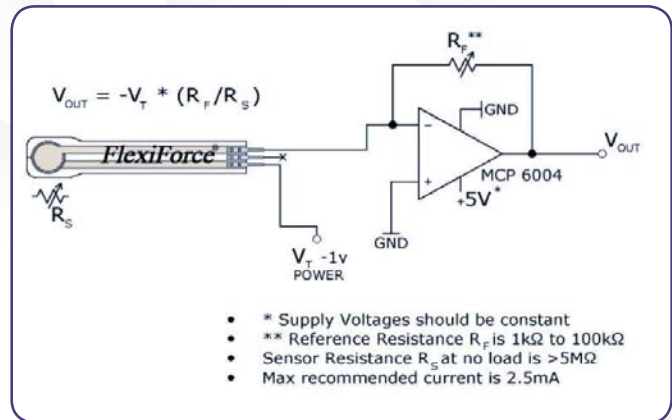 R_F **
V_OUT = -V_T * (R_F/R_S)
GND
FlexiForce®
V_OUT
MCP 6004
+5V*
R_S
GND
V_T -1v
POWER
• * Supply Voltages should be constant
• ** Reference Resistance R_F is 1kΩ to 100kΩ
• Sensor Resistance R_S at no load is >5MΩ
• Max recommended current is 2.5mA